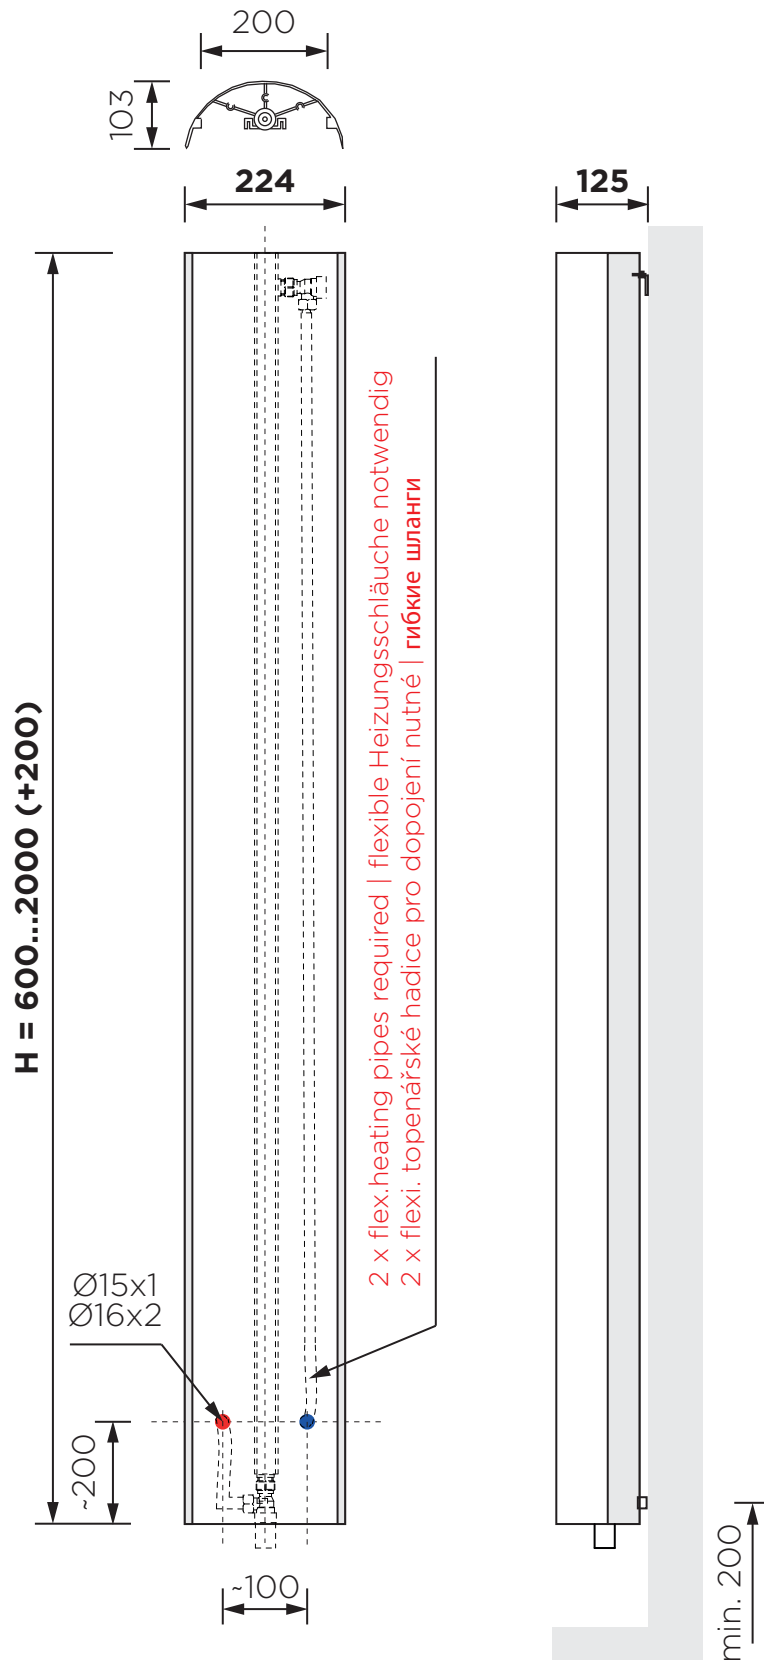 200
103
224
125
H = 600...2000 (+200)
2 x flex.heating pipes required | flexible Heizungsschläuche notwendig
2 x flexi. topenářské hadice pro dopojení nutné | гибкие шланги
Ø15x1
Ø16x2
~200
~100
min. 200